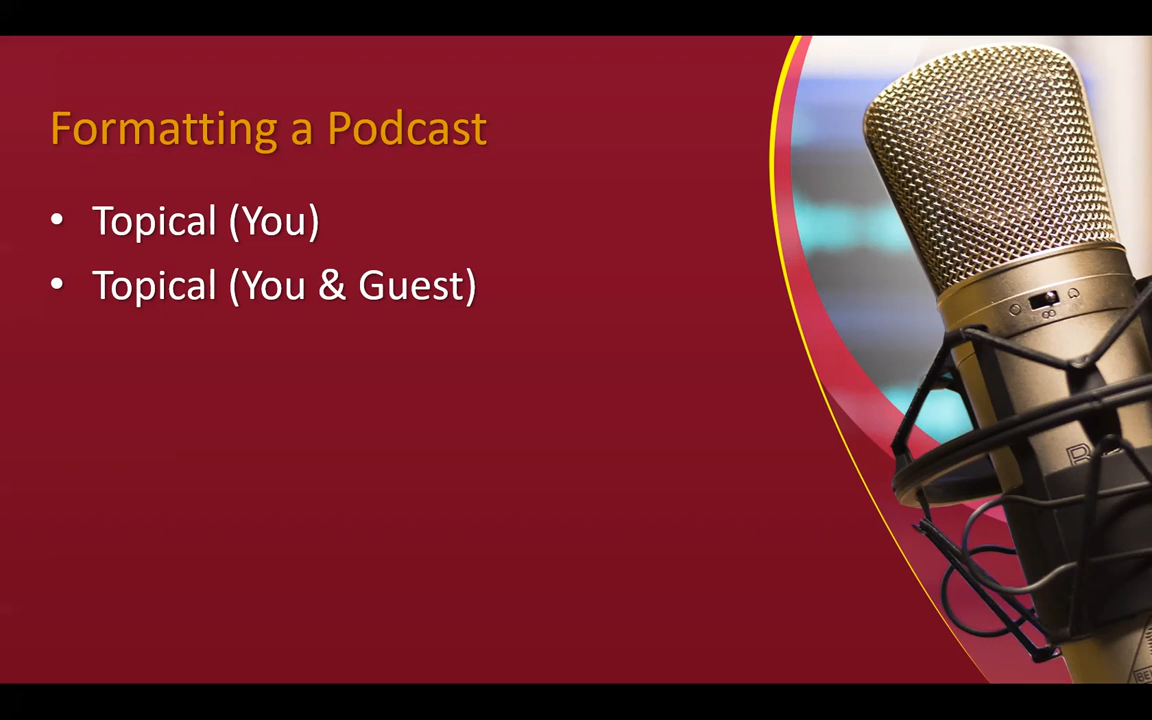 Formatting a Podcast
• Topical (You)
• Topical (You & Guest)